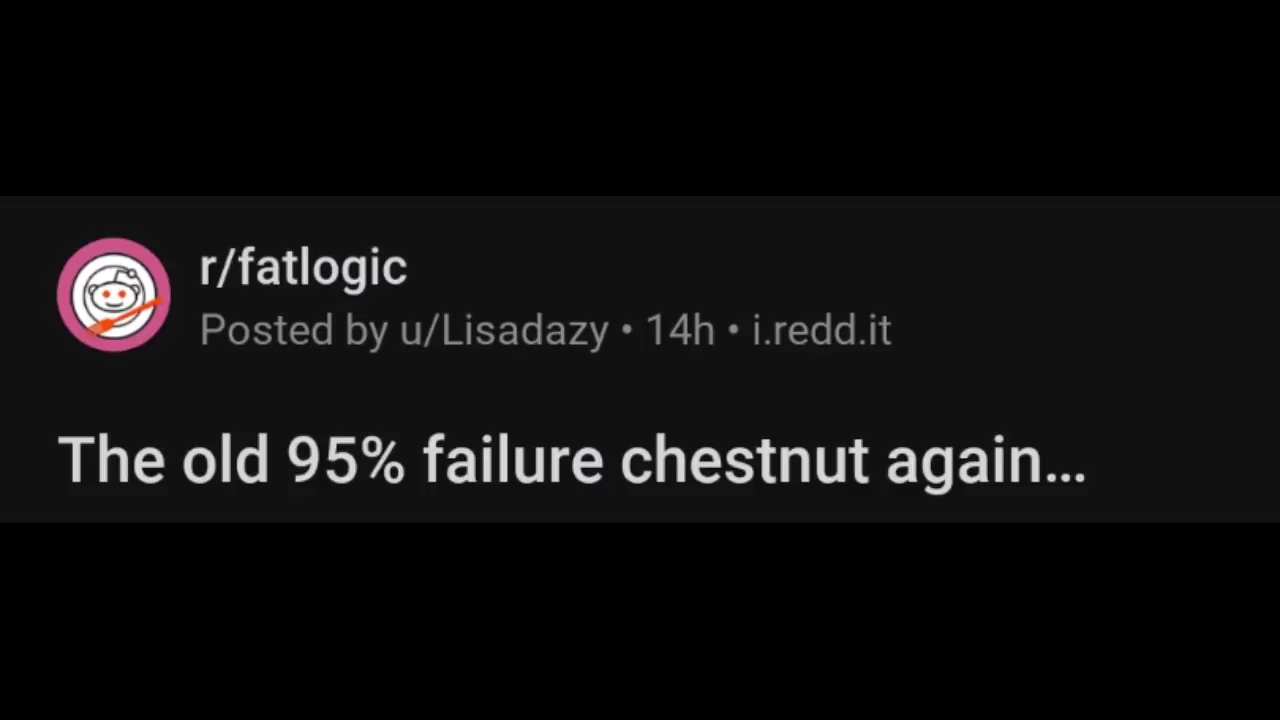 r/fatlogic
Posted by u/Lisadazy • 14h • i.redd.it
The old 95% failure chestnut again...